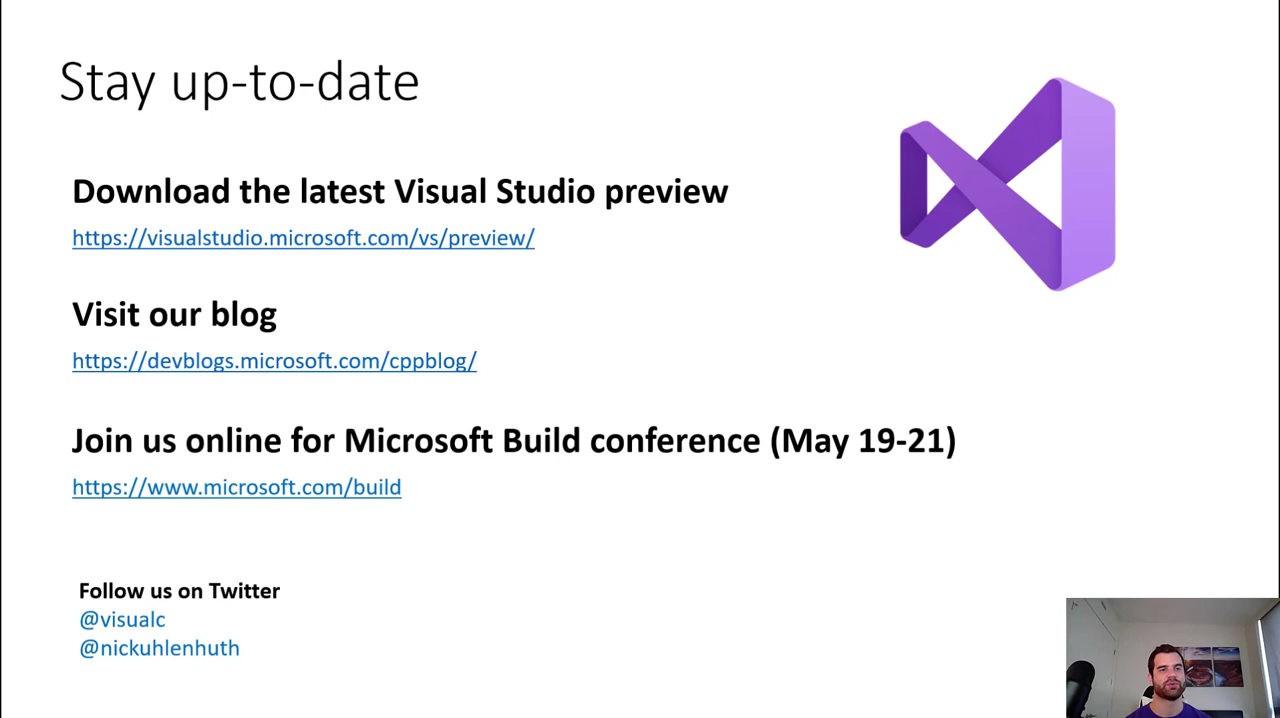 Stay up-to-date
Download the latest Visual Studio preview
https://visualstudio.microsoft.com/vs/preview/
Visit our blog
https://devblogs.microsoft.com/cppblog/
Join us online for Microsoft Build conference (May 19-21)
https://www.microsoft.com/build
Follow us on Twitter
@visualc
@nickuhlenhuth